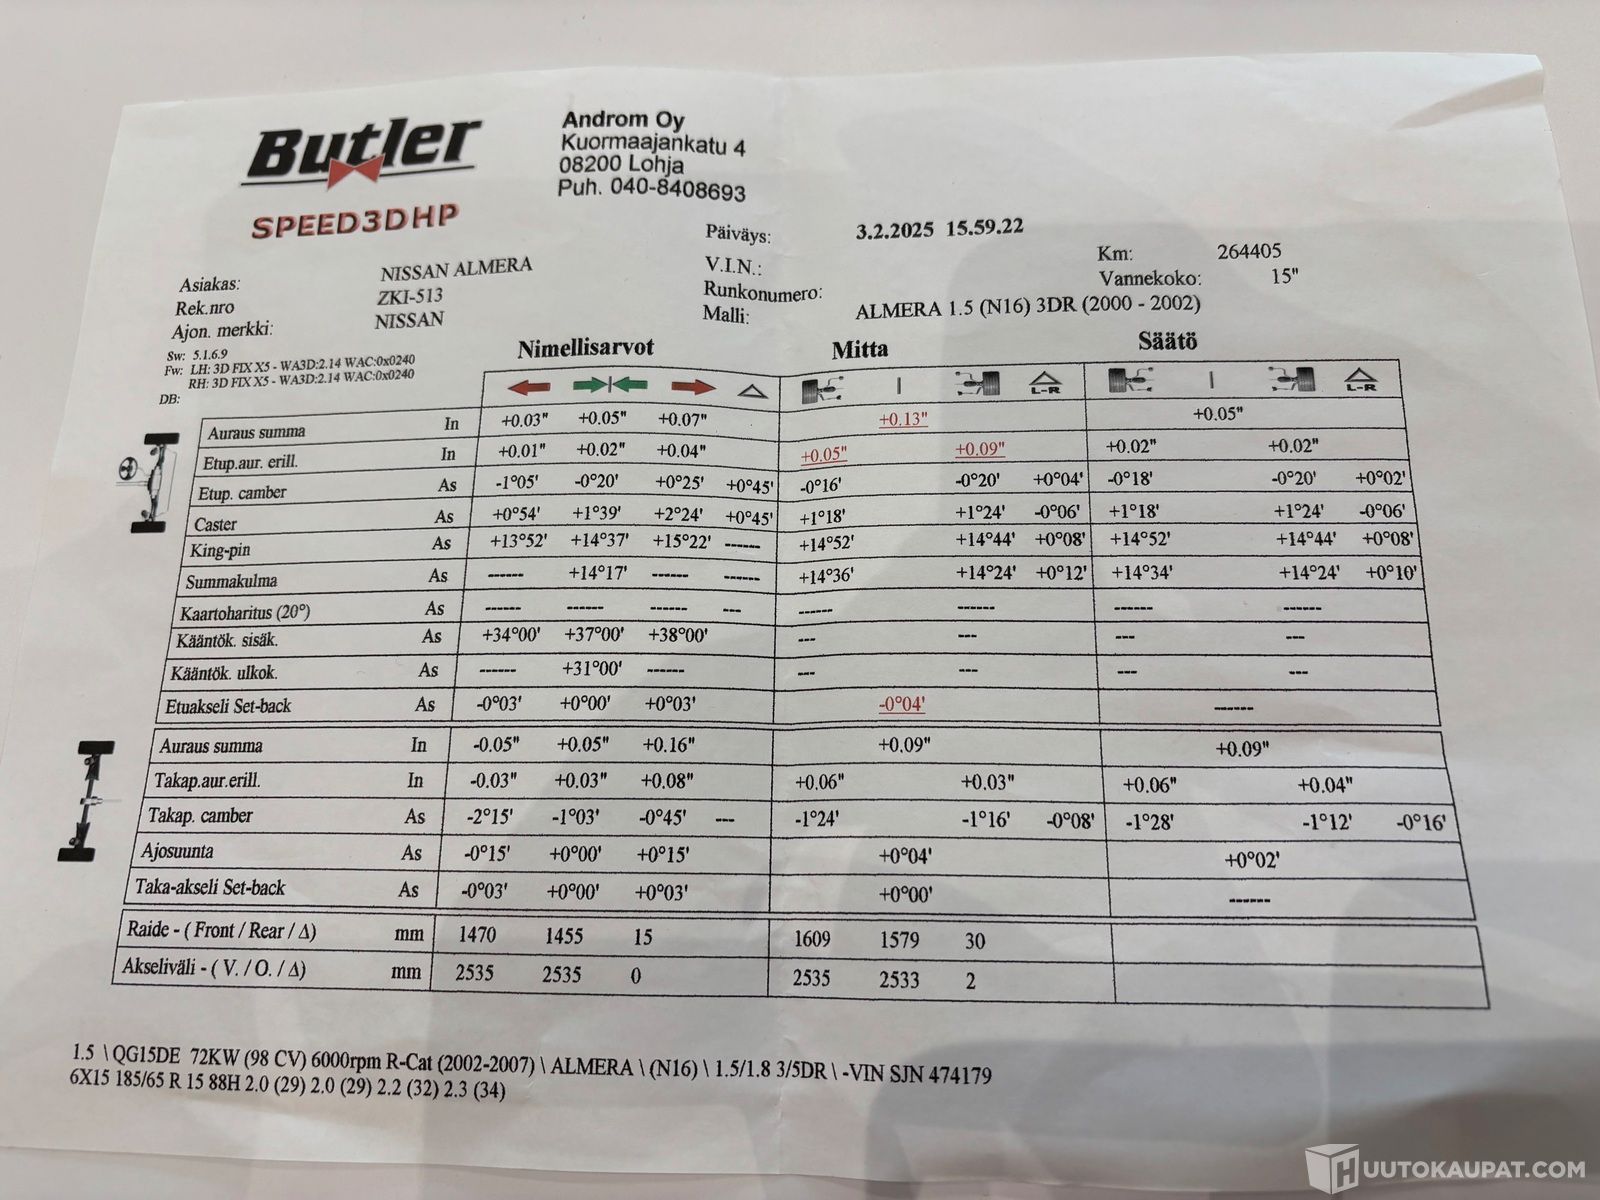 Butler
SPEED3DHP
Androm Oy
Kuormaajankatu 4
08200 Lohja
Puh. 040-8408693
Asiakas: NISSAN ALMERA
Rek.nro ZKI-513
Ajon. merkki: NISSAN
Päiväys: 3.2.2025 15.59.22
V.I.N.:
Runkonumero:
Malli: ALMERA 1.5 (N16) 3DR (2000 - 2002)
Km: 264405
Vannekoko: 15"
Sw: 5.1.6.9
Fw: LH: 3D FIX X5 - WA3D:2.14 WAC:0x0240
RH: 3D FIX X5 - WA3D:2.14 WAC:0x0240
DB:
Nimellisarvot Mitta Säätö
L-R L-R
Auraus summa In +0.03" +0.05" +0.07" +0.13" +0.05"
Etup.aur. erill. In +0.01" +0.02" +0.04" +0.05" +0.09" +0.02" +0.02"
Etup. camber As -1°05' -0°20' +0°25' +0°45' -0°16' -0°20' +0°04' -0°18' -0°20' +0°02'
Caster As +0°54' +1°39' +2°24' +0°45' +1°18' +1°24' -0°06' +1°18' +1°24' -0°06'
King-pin As +13°52' +14°37' +15°22' ------ +14°52' +14°44' +0°08' +14°52' +14°44' +0°08'
Summakulma As ------ +14°17' ------ ------ +14°36' +14°24' +0°12' +14°34' +14°24' +0°10'
Kaartoharitus (20°) As ------ ------ ------ --- ------ ------ ------ ------
Kääntök. sisäk. As +34°00' +37°00' +38°00' --- --- --- ---
Kääntök. ulkok. As ------ +31°00' ------ --- --- --- ---
Etuakseli Set-back As -0°03' +0°00' +0°03' -0°04' ------
Auraus summa In -0.05" +0.05" +0.16" +0.09" +0.09"
Takap.aur.erill. In -0.03" +0.03" +0.08" +0.06" +0.03" +0.06" +0.04"
Takap. camber As -2°15' -1°03' -0°45' --- -1°24' -1°16' -0°08' -1°28' -1°12' -0°16'
Ajosuunta As -0°15' +0°00' +0°15' +0°04' +0°02'
Taka-akseli Set-back As -0°03' +0°00' +0°03' +0°00' ------
Raide - ( Front / Rear / Δ) mm 1470 1455 15 1609 1579 30
Akseliväli - ( V. / O. / Δ) mm 2535 2535 0 2535 2533 2
1.5 \ QG15DE 72KW (98 CV) 6000rpm R-Cat (2002-2007) \ ALMERA \ (N16) \ 1.5/1.8 3/5DR \ -VIN SJN 474179
6X15 185/65 R 15 88H 2.0 (29) 2.0 (29) 2.2 (32) 2.3 (34)
HUUTOKAUPAT.COM